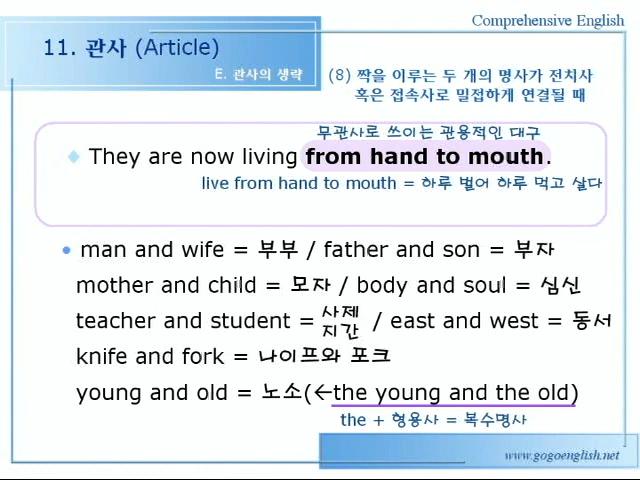 Comprehensive English
11. 관사 (Article)
E. 관사의 생략
(8) 짝을 이루는 두 개의 명사가 전치사
혹은 접속사로 밀접하게 연결될 때
무관사로 쓰이는 관용적인 대구
They are now living from hand to mouth.
live from hand to mouth = 하루 벌어 하루 먹고 살다
• man and wife = 부부 / father and son = 부자
mother and child = 모자 / body and soul = 심신
teacher and student = 사제지간 / east and west = 동서
knife and fork = 나이프와 포크
young and old = 노소(←the young and the old)
the + 형용사 = 복수명사
www.gogoenglish.net